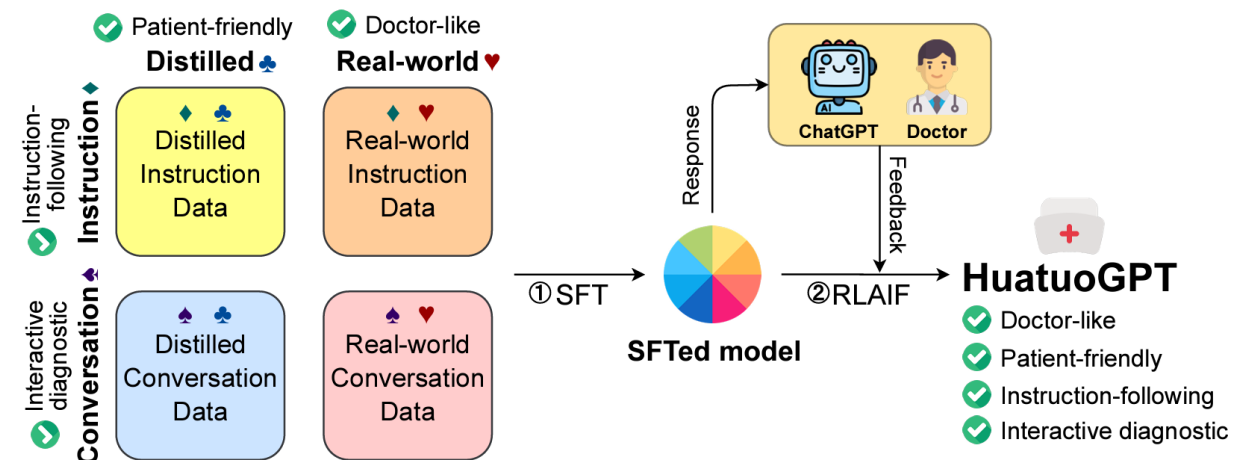 Patient-friendly
Distilled ♣
Doctor-like
Real-world ♥
Instruction-
following
Instruction ♦
Interactive
diagnostic
Conversation ♠
♦ ♣
Distilled
Instruction
Data
♦ ♥
Real-world
Instruction
Data
♠ ♣
Distilled
Conversation
Data
♠ ♥
Real-world
Conversation
Data
①SFT
SFTed model
Response
AI
ChatGPT
Doctor
Feedback
②RLAIF
HuatuoGPT
Doctor-like
Patient-friendly
Instruction-following
Interactive diagnostic